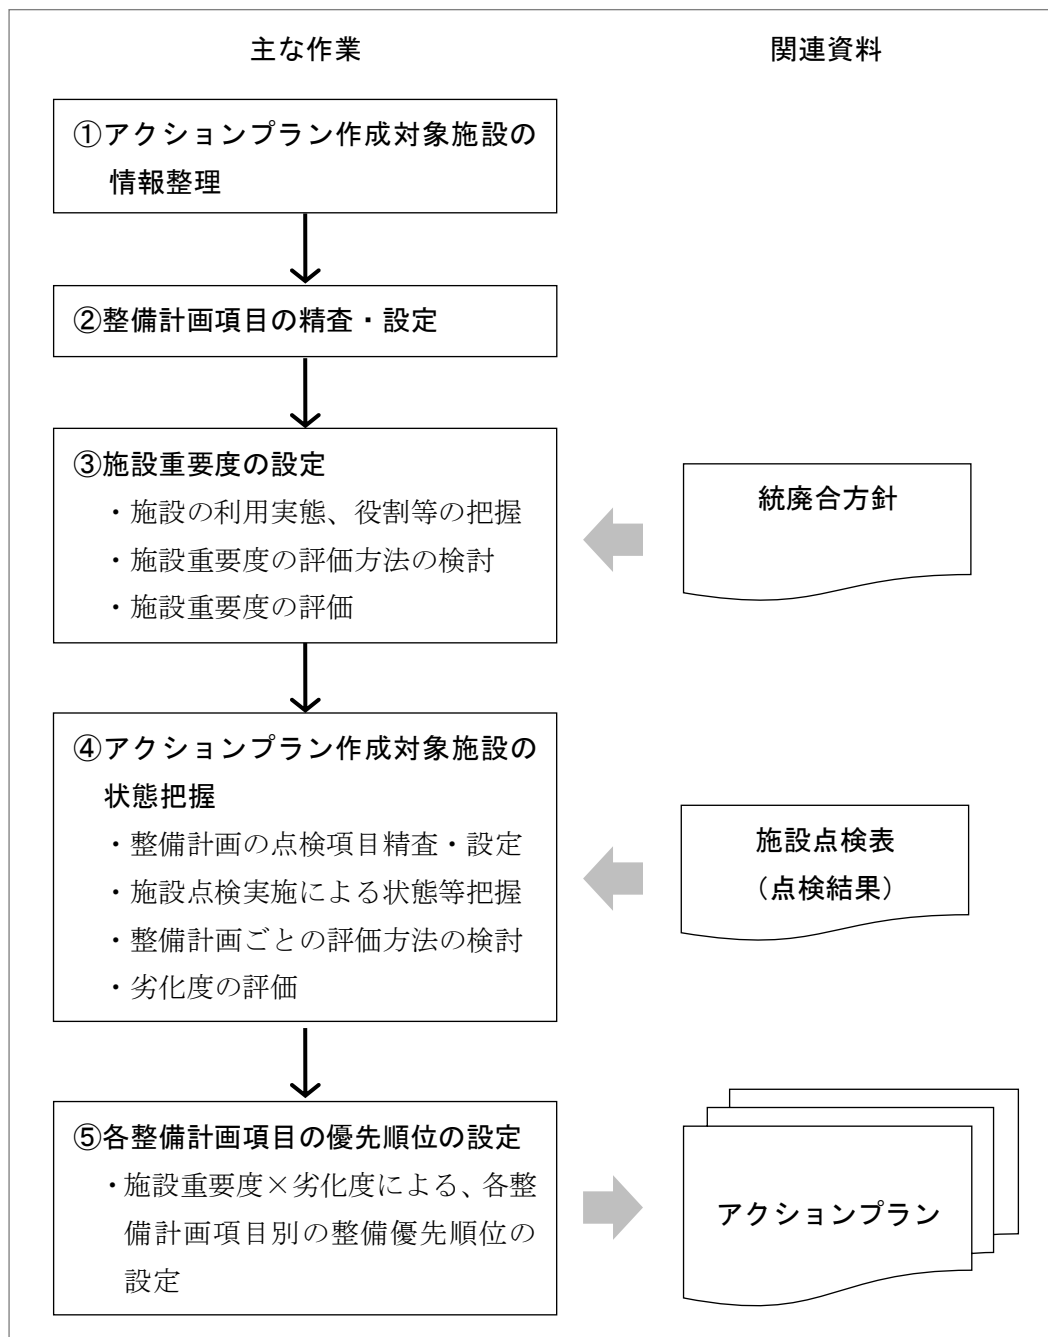 主な作業
関連資料
①アクションプラン作成対象施設の
情報整理
②整備計画項目の精査・設定
③施設重要度の設定
・施設の利用実態、役割等の把握
・施設重要度の評価方法の検討
・施設重要度の評価
統廃合方針
④アクションプラン作成対象施設の
状態把握
・整備計画の点検項目精査・設定
・施設点検実施による状態等把握
・整備計画ごとの評価方法の検討
・劣化度の評価
施設点検表
（点検結果）
⑤各整備計画項目の優先順位の設定
・施設重要度×劣化度による、各整
備計画項目別の整備優先順位の
設定
アクションプラン